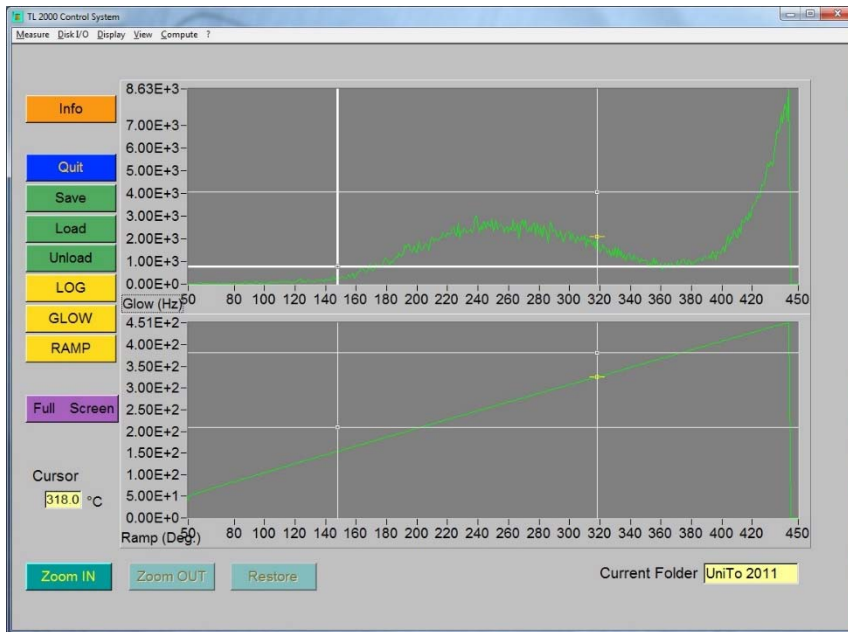 TL 2000 Control System
Measure Disk I/O Display View Compute ?
Info
Quit
Save
Load
Unload
LOG
GLOW
RAMP
Full Screen
Cursor
318.0 °C
Zoom IN
Zoom OUT
Restore
8.63E+3
7.00E+3
6.00E+3
5.00E+3
4.00E+3
3.00E+3
2.00E+3
1.00E+3
0.00E+0
50 80 100 120 140 160 180 200 220 240 260 280 300 320 340 360 380 400 420 450
Glow (Hz)
4.51E+2
4.00E+2
3.50E+2
3.00E+2
2.50E+2
2.00E+2
1.50E+2
1.00E+2
5.00E+1
0.00E+0
50 80 100 120 140 160 180 200 220 240 260 280 300 320 340 360 380 400 420 450
Ramp (Deg.)
Current Folder UniTo 2011